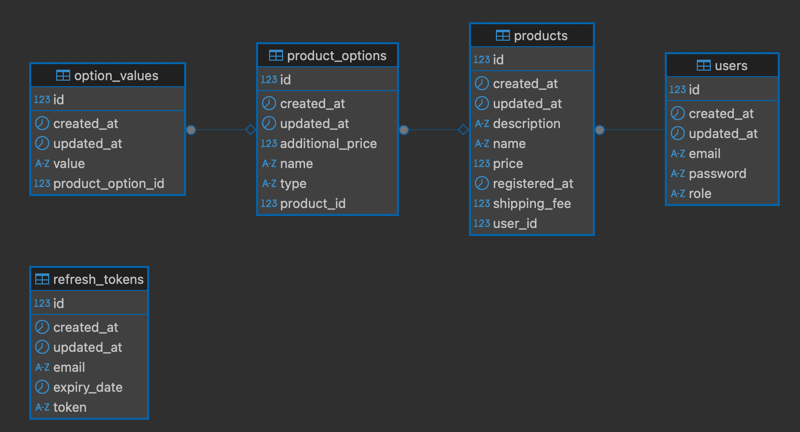 option_values
123 id
created_at
updated_at
A-Z value
123 product_option_id
product_options
123 id
created_at
updated_at
123 additional_price
A-Z name
A-Z type
123 product_id
products
123 id
created_at
updated_at
A-Z description
A-Z name
123 price
registered_at
123 shipping_fee
123 user_id
users
123 id
created_at
updated_at
A-Z email
A-Z password
A-Z role
refresh_tokens
123 id
created_at
updated_at
A-Z email
expiry_date
A-Z token